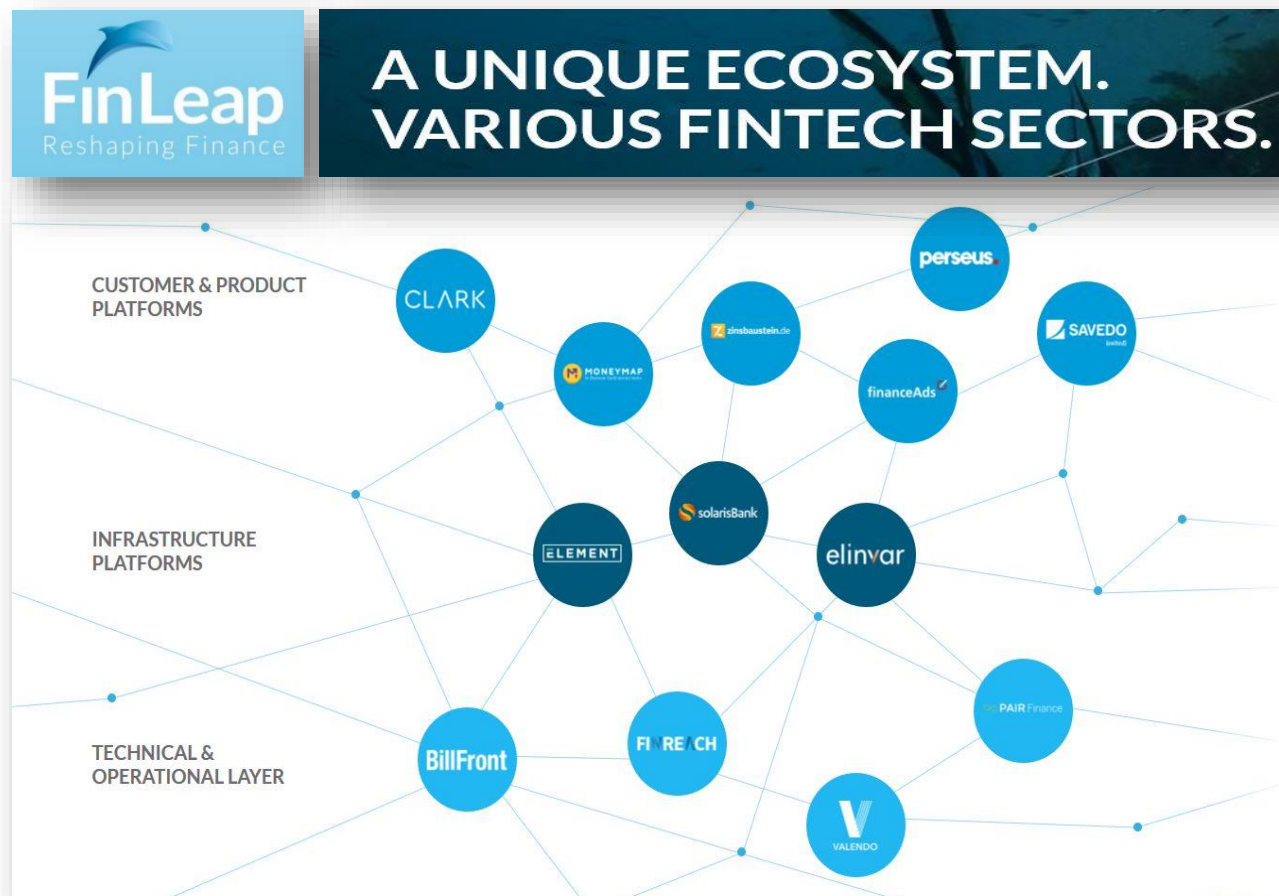 FinLeap
Reshaping Finance
A UNIQUE ECOSYSTEM.
VARIOUS FINTECH SECTORS.
CUSTOMER & PRODUCT
PLATFORMS
CLARK
perseus.
zinsbaustein.de
SAVEDO
(exited)
MONEYMAP
financeAds
INFRASTRUCTURE
PLATFORMS
solarisBank
ELEMENT
elinvar
TECHNICAL &
OPERATIONAL LAYER
BillFront
FINREACH
PAIR Finance
VALENDO